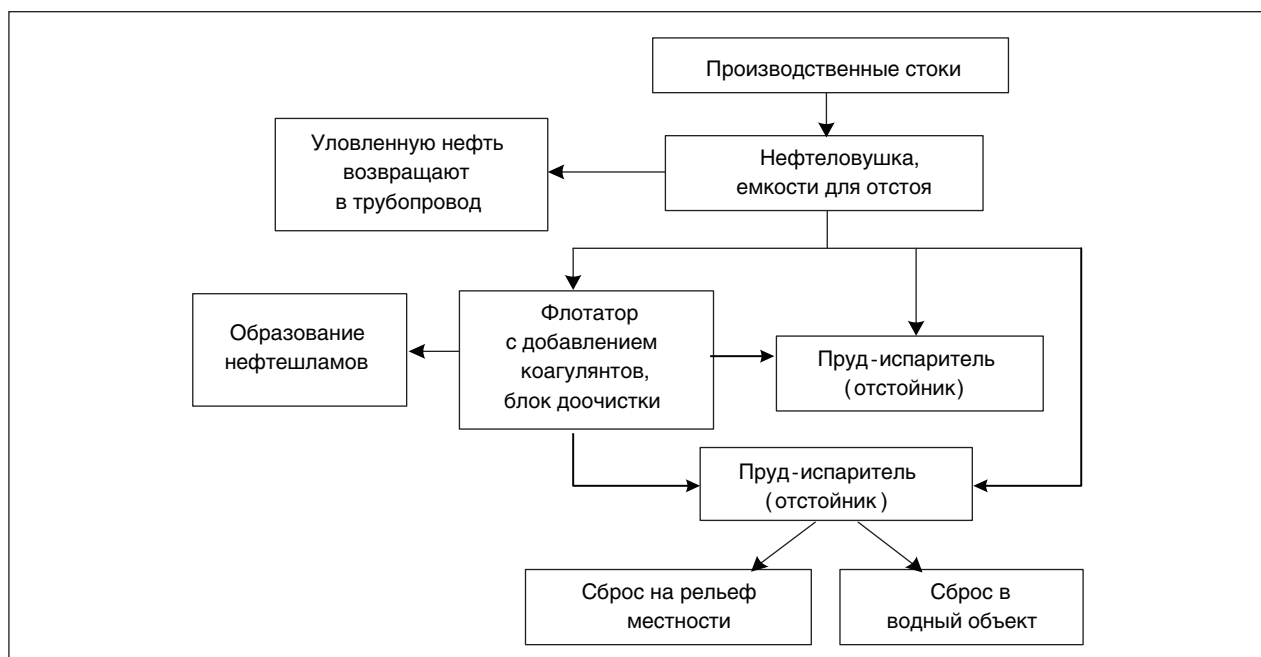 Производственные стоки
Уловленную нефть
возвращают
в трубопровод
Нефтеловушка,
емкости для отстоя
Образование
нефтешламов
Флотатор
с добавлением
коагулянтов,
блок доочистки
Пруд-испаритель
(отстойник)
Пруд-испаритель
(отстойник)
Сброс на рельеф
местности
Сброс в
водный объект